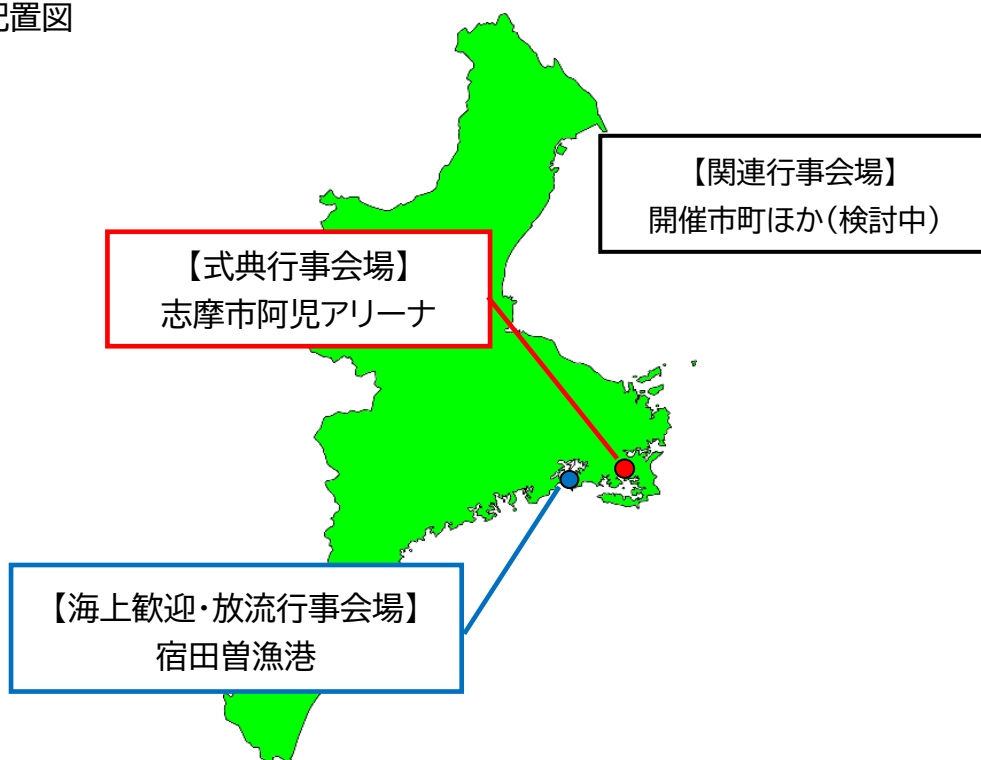 配置図
【関連行事会場】
開催市町ほか（検討中）
【式典行事会場】
志摩市阿児アリーナ
【海上歓迎・放流行事会場】
宿田曽漁港